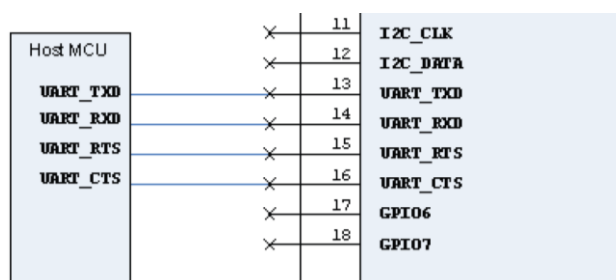 Host MCU
UART_TXD
UART_RXD
UART_RTS
UART_CTS
11 I2C_CLK
12 I2C_DATA
13 UART_TXD
14 UART_RXD
15 UART_RTS
16 UART_CTS
17 GPIO6
18 GPIO7